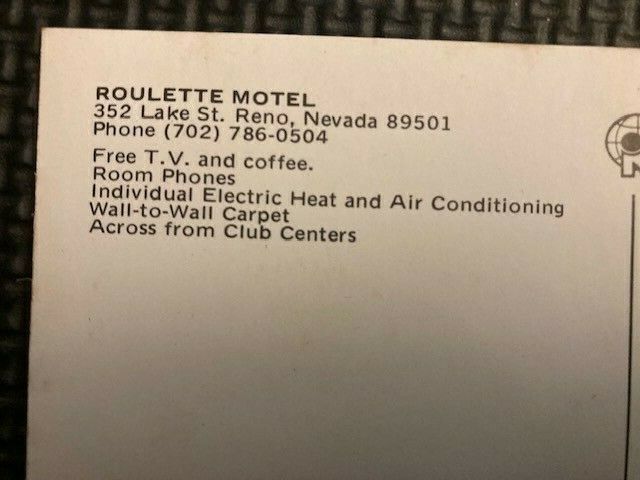 ROULETTE MOTEL
352 Lake St. Reno, Nevada 89501
Phone (702) 786-0504
Free T.V. and coffee.
Room Phones
Individual Electric Heat and Air Conditioning
Wall-to-Wall Carpet
Across from Club Centers